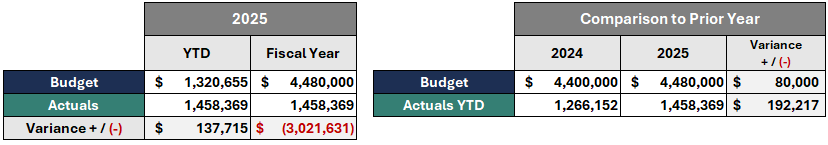 2025
YTD Fiscal Year
Budget $ 1,320,655 $ 4,480,000
Actuals 1,458,369 1,458,369
Variance + / (-) $ 137,715 $ (3,021,631)
Comparison to Prior Year
2024 2025 Variance
+ / (-)
Budget $ 4,400,000 $ 4,480,000 $ 80,000
Actuals YTD 1,266,152 1,458,369 $ 192,217